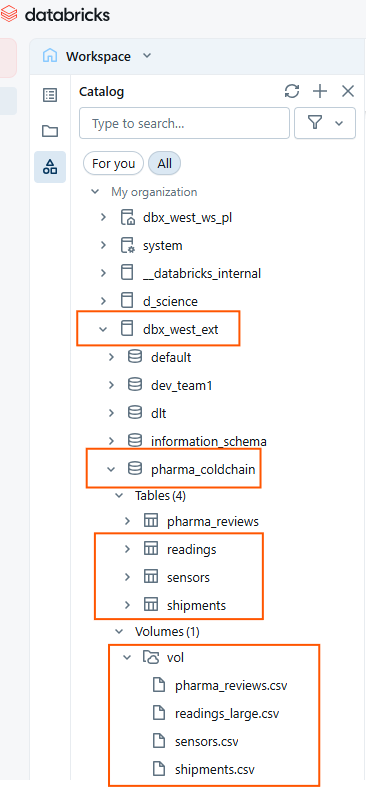 databricks
Workspace
Catalog
Type to search...
For you All
My organization
dbx_west_ws_pl
system
__databricks_internal
d_science
dbx_west_ext
default
dev_team1
dlt
information_schema
pharma_coldchain
Tables (4)
pharma_reviews
readings
sensors
shipments
Volumes (1)
vol
pharma_reviews.csv
readings_large.csv
sensors.csv
shipments.csv